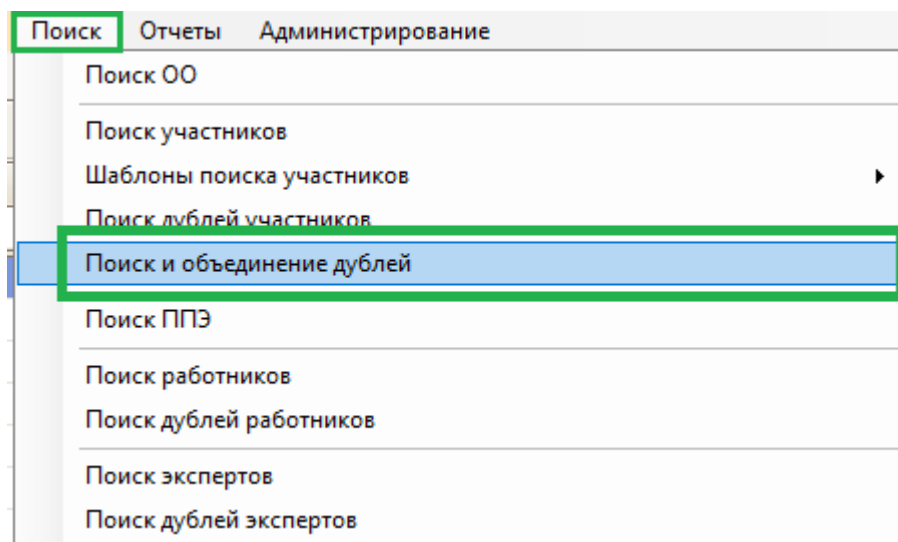 Поиск Отчеты Администрирование
Поиск ОО
Поиск участников
Шаблоны поиска участников
Поиск дублей участников
Поиск и объединение дублей
Поиск ППЭ
Поиск работников
Поиск дублей работников
Поиск экспертов
Поиск дублей экспертов